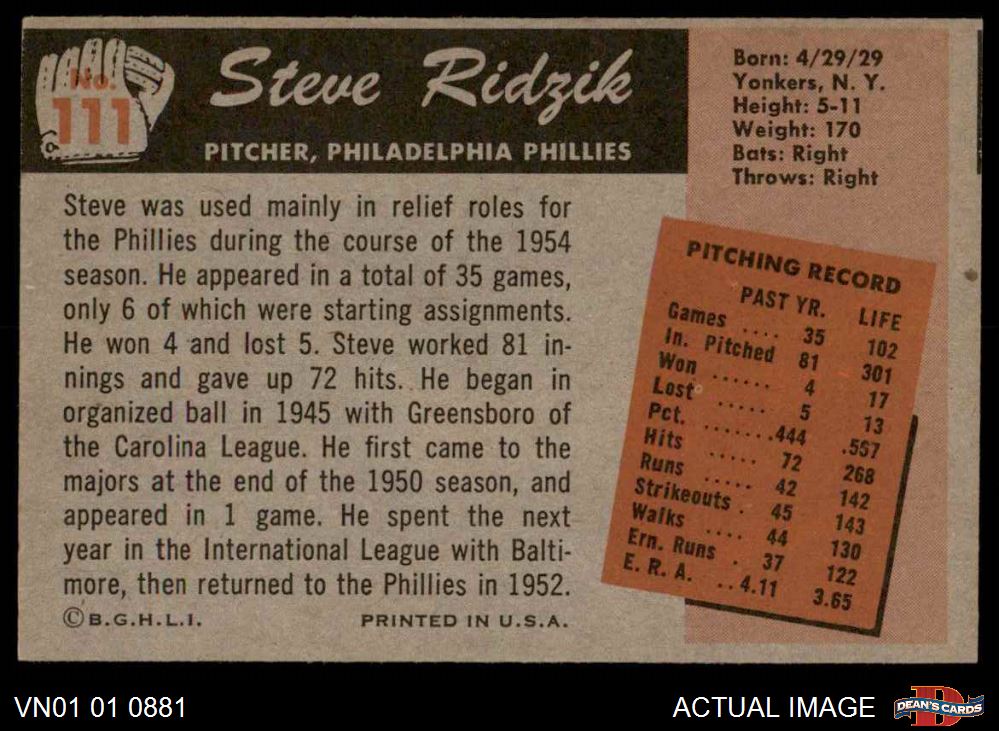 No.
111
Steve Ridzik
PITCHER, PHILADELPHIA PHILLIES
Born: 4/29/29
Yonkers, N. Y.
Height: 5-11
Weight: 170
Bats: Right
Throws: Right
Steve was used mainly in relief roles for
the Phillies during the course of the 1954
season. He appeared in a total of 35 games,
only 6 of which were starting assignments.
He won 4 and lost 5. Steve worked 81 in-
nings and gave up 72 hits. He began in
organized ball in 1945 with Greensboro of
the Carolina League. He first came to the
majors at the end of the 1950 season, and
appeared in 1 game. He spent the next
year in the International League with Balti-
more, then returned to the Phillies in 1952.
©B.G.H.L.I. PRINTED IN U.S.A.
PITCHING RECORD
PAST YR. LIFE
Games .... 35 102
In. Pitched 81 301
Won ...... 4 17
Lost ..... 5 13
Pct. .......444 .567
Hits ..... 72 268
Runs ..... 42 142
Strikeouts . 45 143
Walks .... 44 130
Ern. Runs . 37 122
E. R. A. ..4.11 3.65
VN01 01 0881
ACTUAL IMAGE
D
DEAN'S CARDS